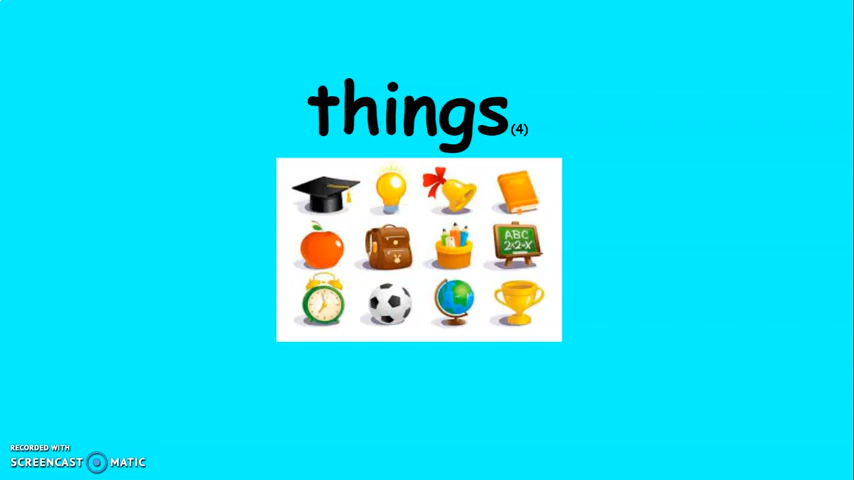 things(4)
ABC
2·2-X
RECORDED WITH
SCREENCAST MATIC